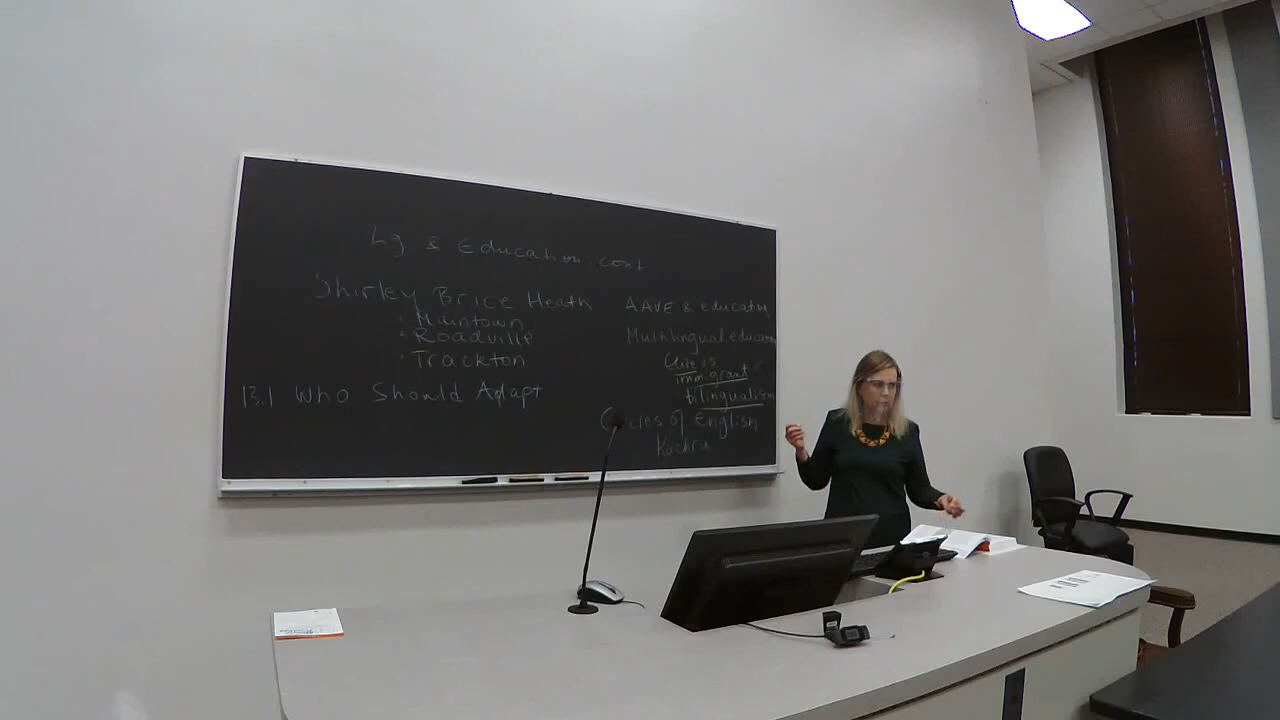 Lg & Education cont
Shirley Brice Heath
· Maintown
· Roadville
· Trackton
13.1 Who Should Adapt
AAVE & education
Multilingual education
immigrant
bilingualism
Circles of English
Kachru